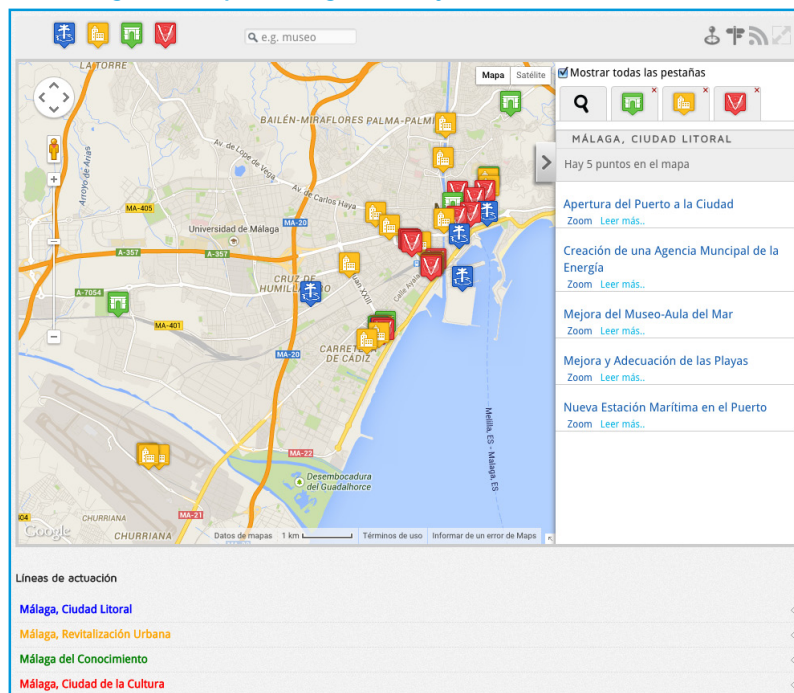 e.g. museo
LA TORRE
Mapa
Satélite
BAILÉN-MIRAFLORES
PALMA-PALMI
Arroyo de Arias
Av. de Lope de Vega
Av. de Carlos Haya
MA-405
MA-20
Universidad de Málaga
A-357
A-357
CRUZ DE
HUMILLADERO
Juan XXIII
A-7054
MA-401
MA-20
CARRETERA
DE CÁDIZ
Melilla, ES - Malaga, ES
MA-22
Desembocadura
del Guadalhorce
MA-21
CHURRIANA
CHURRIANA
Google
Datos de mapas
1 km
Términos de uso
Informar de un error de Maps
Mostrar todas las pestañas
MÁLAGA, CIUDAD LITORAL
Hay 5 puntos en el mapa
Apertura del Puerto a la Ciudad
Zoom Leer más..
Creación de una Agencia Muncipal de la
Energía
Zoom Leer más..
Mejora del Museo-Aula del Mar
Zoom Leer más..
Mejora y Adecuación de las Playas
Zoom Leer más..
Nueva Estación Marítima en el Puerto
Zoom Leer más..
Líneas de actuación
Málaga, Ciudad Litoral
Málaga, Revitalización Urbana
Málaga del Conocimiento
Málaga, Ciudad de la Cultura